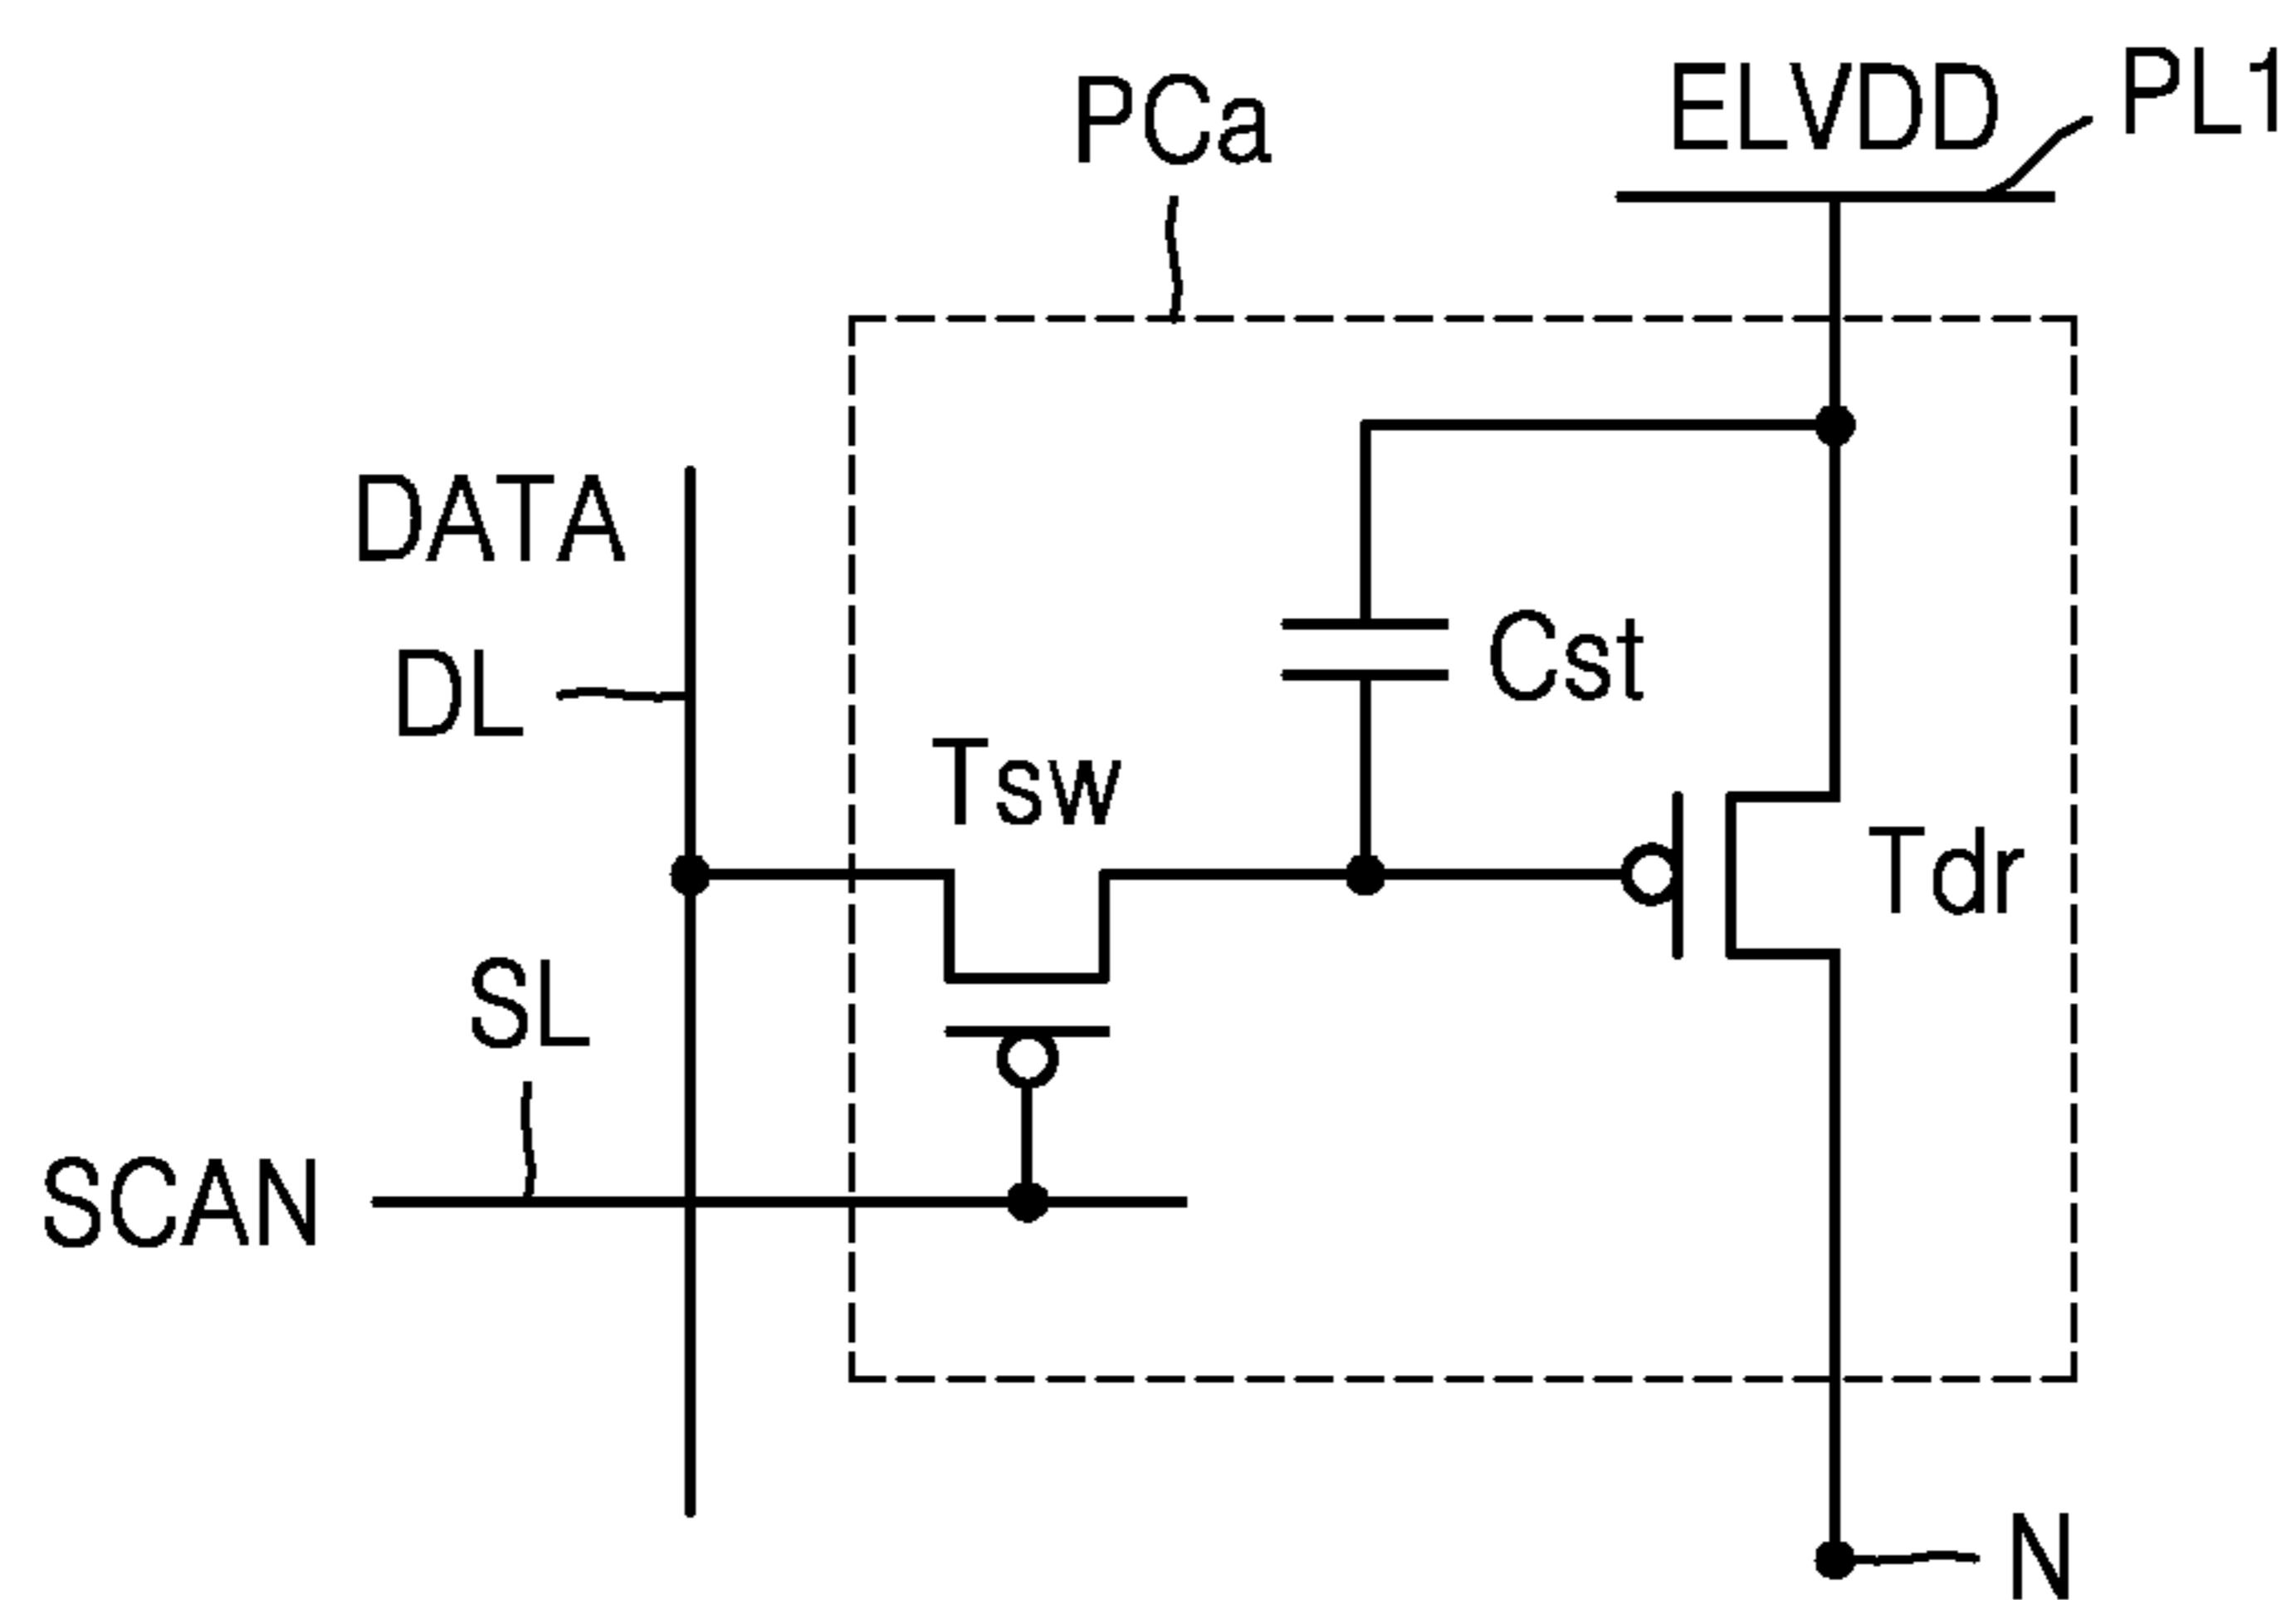 PL1
ELVDD
PCa
DATA
Cst
DL
Tsw
Tdr
SL
SCAN
N